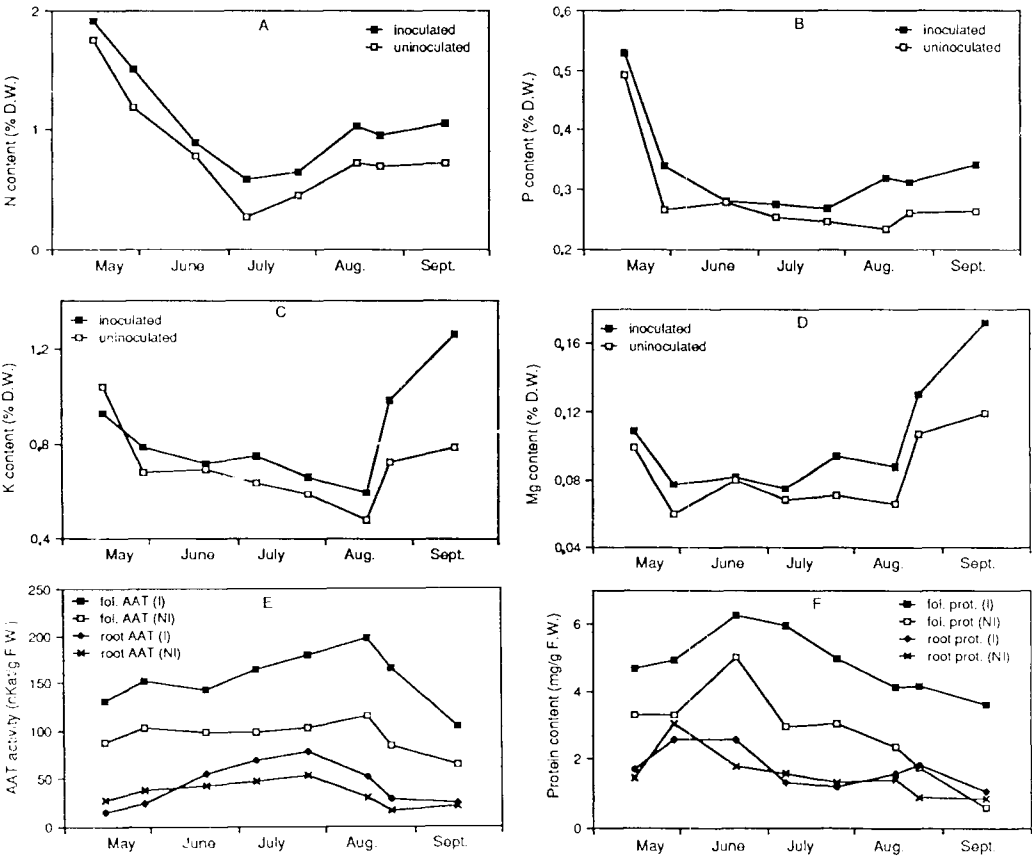 A
2
1
0
N content (% D.W.)
inoculated
uninoculated
May June July Aug. Sept.
B
0,6
0,5
0,4
0,3
0,2
P content (% D.W.)
inoculated
uninoculated
May June July Aug. Sept.
C
1,2
0,8
0,4
K content (% D.W.)
inoculated
uninoculated
May June July Aug. Sept.
D
0,16
0,12
0,08
0,04
Mg content (% D.W.)
inoculated
uninoculated
May June July Aug. Sept.
E
250
200
150
100
50
0
AAT activity (nKat/g F.W.)
fol. AAT (I)
fol. AAT (NI)
root AAT (I)
root AAT (NI)
May June July Aug. Sept.
F
6
4
2
0
Protein content (mg/g F.W.)
fol. prot. (I)
fol. prot (NI)
root prot. (I)
root prot. (NI)
May June July Aug. Sept.